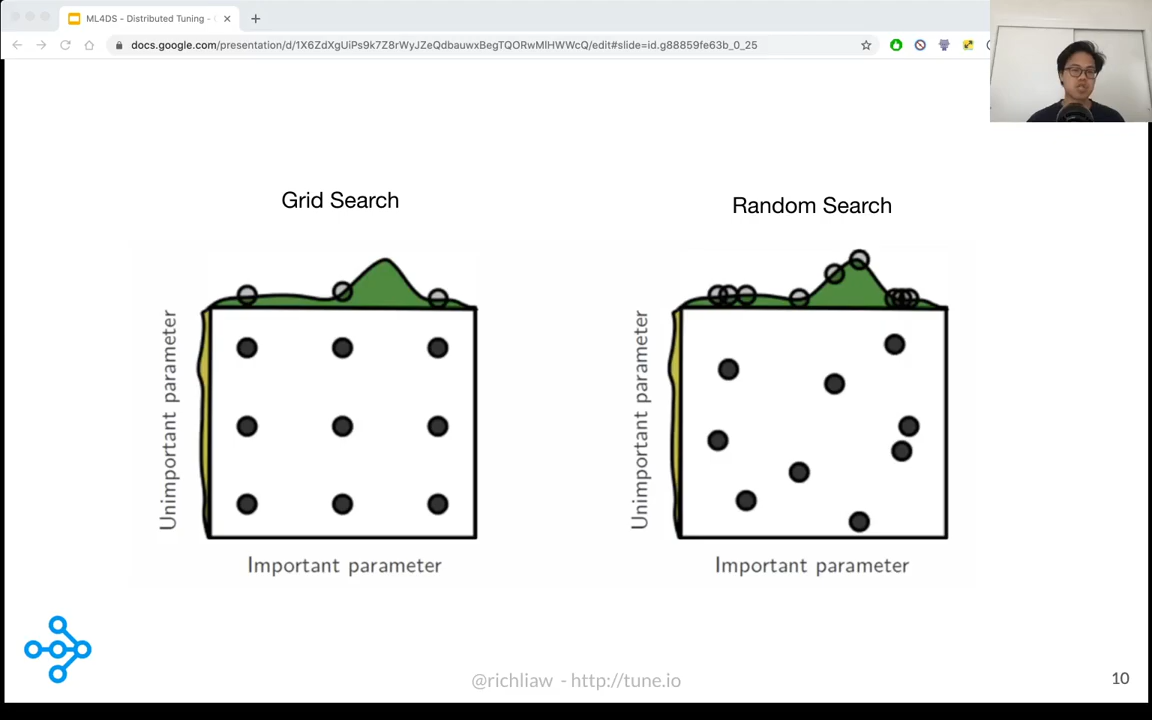 ML4DS - Distributed Tuning -
docs.google.com/presentation/d/1X6ZdXgUiPs9k7Z8rWyJZeQdbauwxBegTQORwMlHWWcQ/edit#slide=id.g88859fe63b_0_25
Grid Search
Random Search
Unimportant parameter
Important parameter
Unimportant parameter
Important parameter
@richliaw - http://tune.io
10